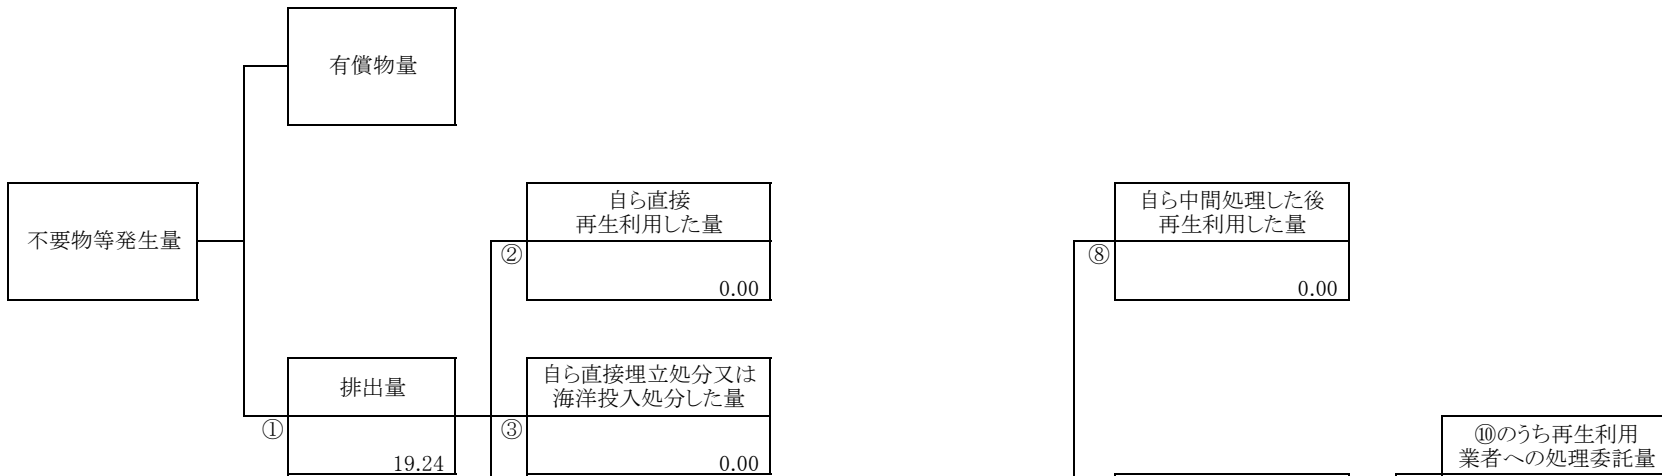 有償物量
不要物等発生量
自ら直接
再生利用した量
②
0.00
自ら中間処理した後
再生利用した量
⑧
0.00
排出量
①
19.24
自ら直接埋立処分又は
海洋投入処分した量
③
0.00
⑩のうち再生利用
業者への処理委託量